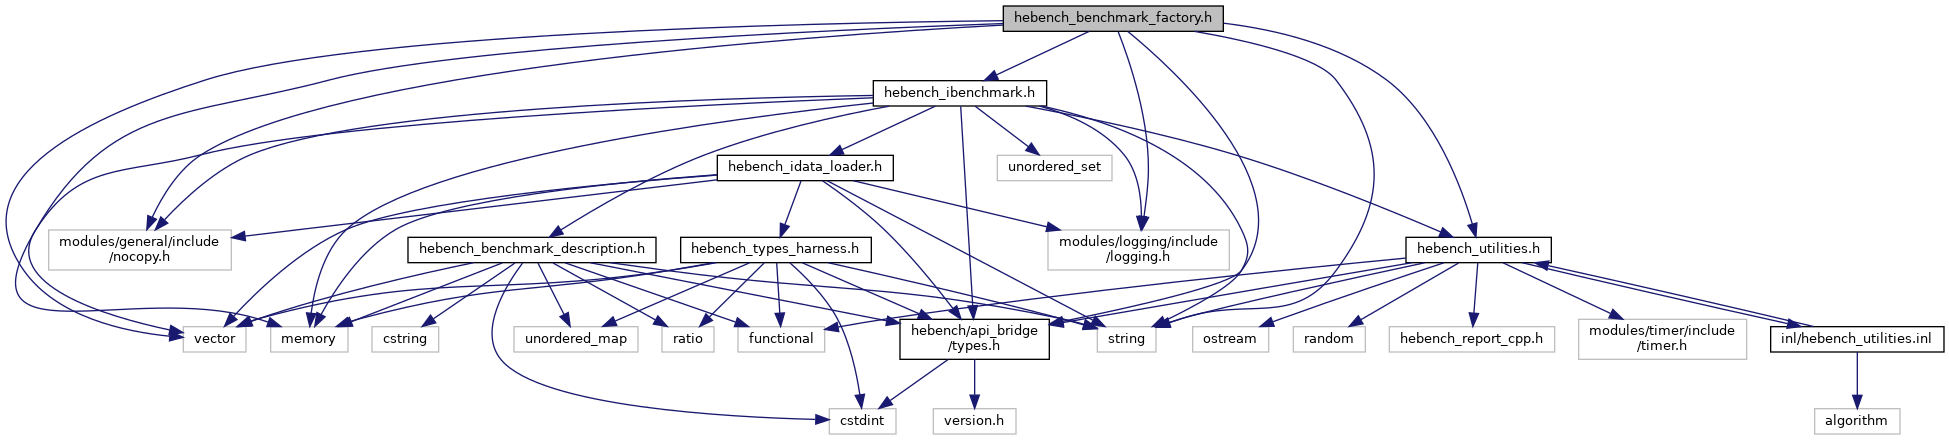 hebench_benchmark_factory.h
hebench_ibenchmark.h
hebench_idata_loader.h
unordered_set
modules/general/include
/nocopy.h
hebench_benchmark_description.h
hebench_types_harness.h
modules/logging/include
/logging.h
hebench_utilities.h
vector
memory
cstring
unordered_map
ratio
functional
hebench/api_bridge
/types.h
string
ostream
random
hebench_report_cpp.h
modules/timer/include
/timer.h
inl/hebench_utilities.inl
cstdint
version.h
algorithm